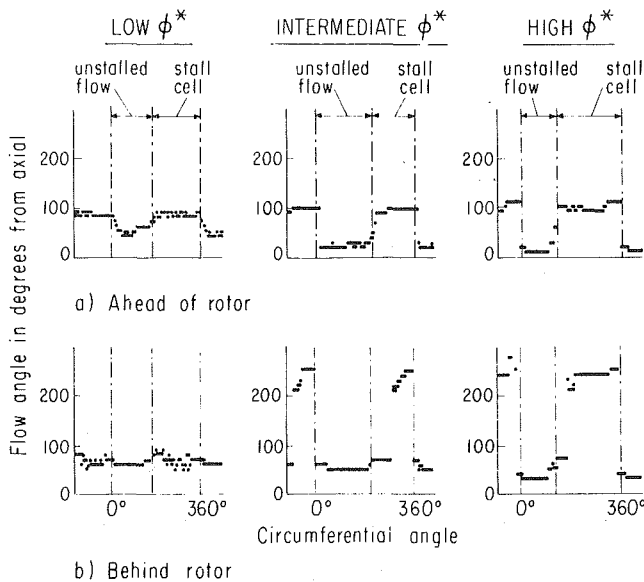 LOW ϕ* INTERMEDIATE ϕ* HIGH ϕ*
unstalled flow stall cell stall cell unstalled flow stall cell
200
100
0
200
100
0
200
100
0
a) Ahead of rotor
Flow angle in degrees from axial
200
100
0
200
100
0
200
100
0
0° 360° 0° 360° 0° 360°
Circumferential angle
b) Behind rotor